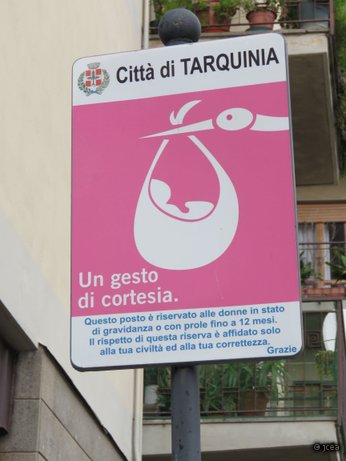 Città di TARQUINIA
Un gesto
di cortesia.
Questo posto è riservato alle donne in stato
di gravidanza o con prole fino a 12 mesi.
Il rispetto di questa riserva è affidato solo
alla tua civiltà ed alla tua correttezza.
Grazie
© jcea